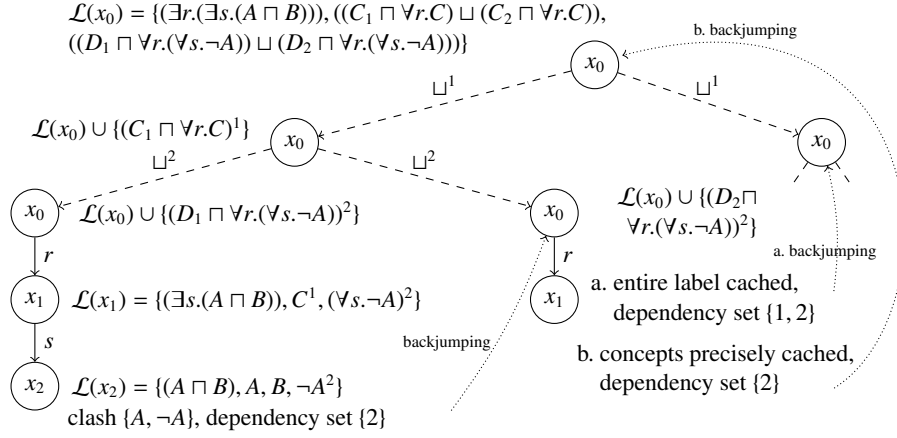 𝓛(x₀) = {(∃r.(∃s.(A ⊓ B))), ((C₁ ⊓ ∀r.C) ⊔ (C₂ ⊓ ∀r.C)),
((D₁ ⊓ ∀r.(∀s.¬A)) ⊔ (D₂ ⊓ ∀r.(∀s.¬A)))}
b. backjumping
x₀
⊔¹
⊔¹
𝓛(x₀) ∪ {(C₁ ⊓ ∀r.C)¹}
x₀
x₀
⊔²
⊔²
x₀
𝓛(x₀) ∪ {(D₁ ⊓ ∀r.(∀s.¬A))²}
x₀
𝓛(x₀) ∪ {(D₂⊓
∀r.(∀s.¬A))²}
r
r
a. backjumping
x₁
𝓛(x₁) = {(∃s.(A ⊓ B)), C¹, (∀s.¬A)²}
x₁
a. entire label cached,
dependency set {1, 2}
s
backjumping
b. concepts precisely cached,
dependency set {2}
x₂
𝓛(x₂) = {(A ⊓ B), A, B, ¬A²}
clash {A, ¬A}, dependency set {2}